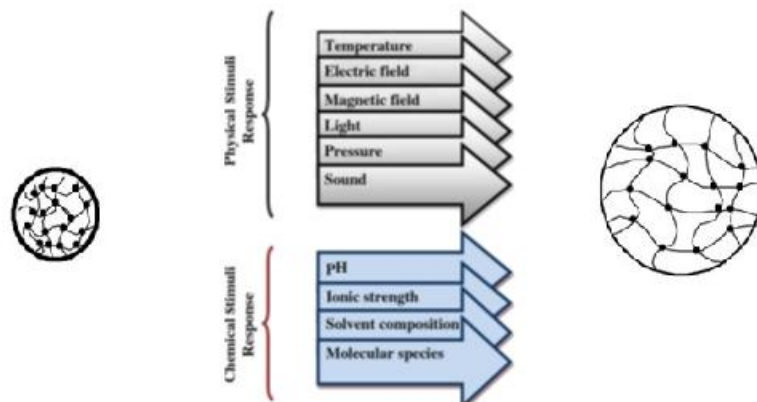 Physical Stimuli
Response
Temperature
Electric field
Magnetic field
Light
Pressure
Sound
Chemical Stimuli
Response
pH
Ionic strength
Solvent composition
Molecular species